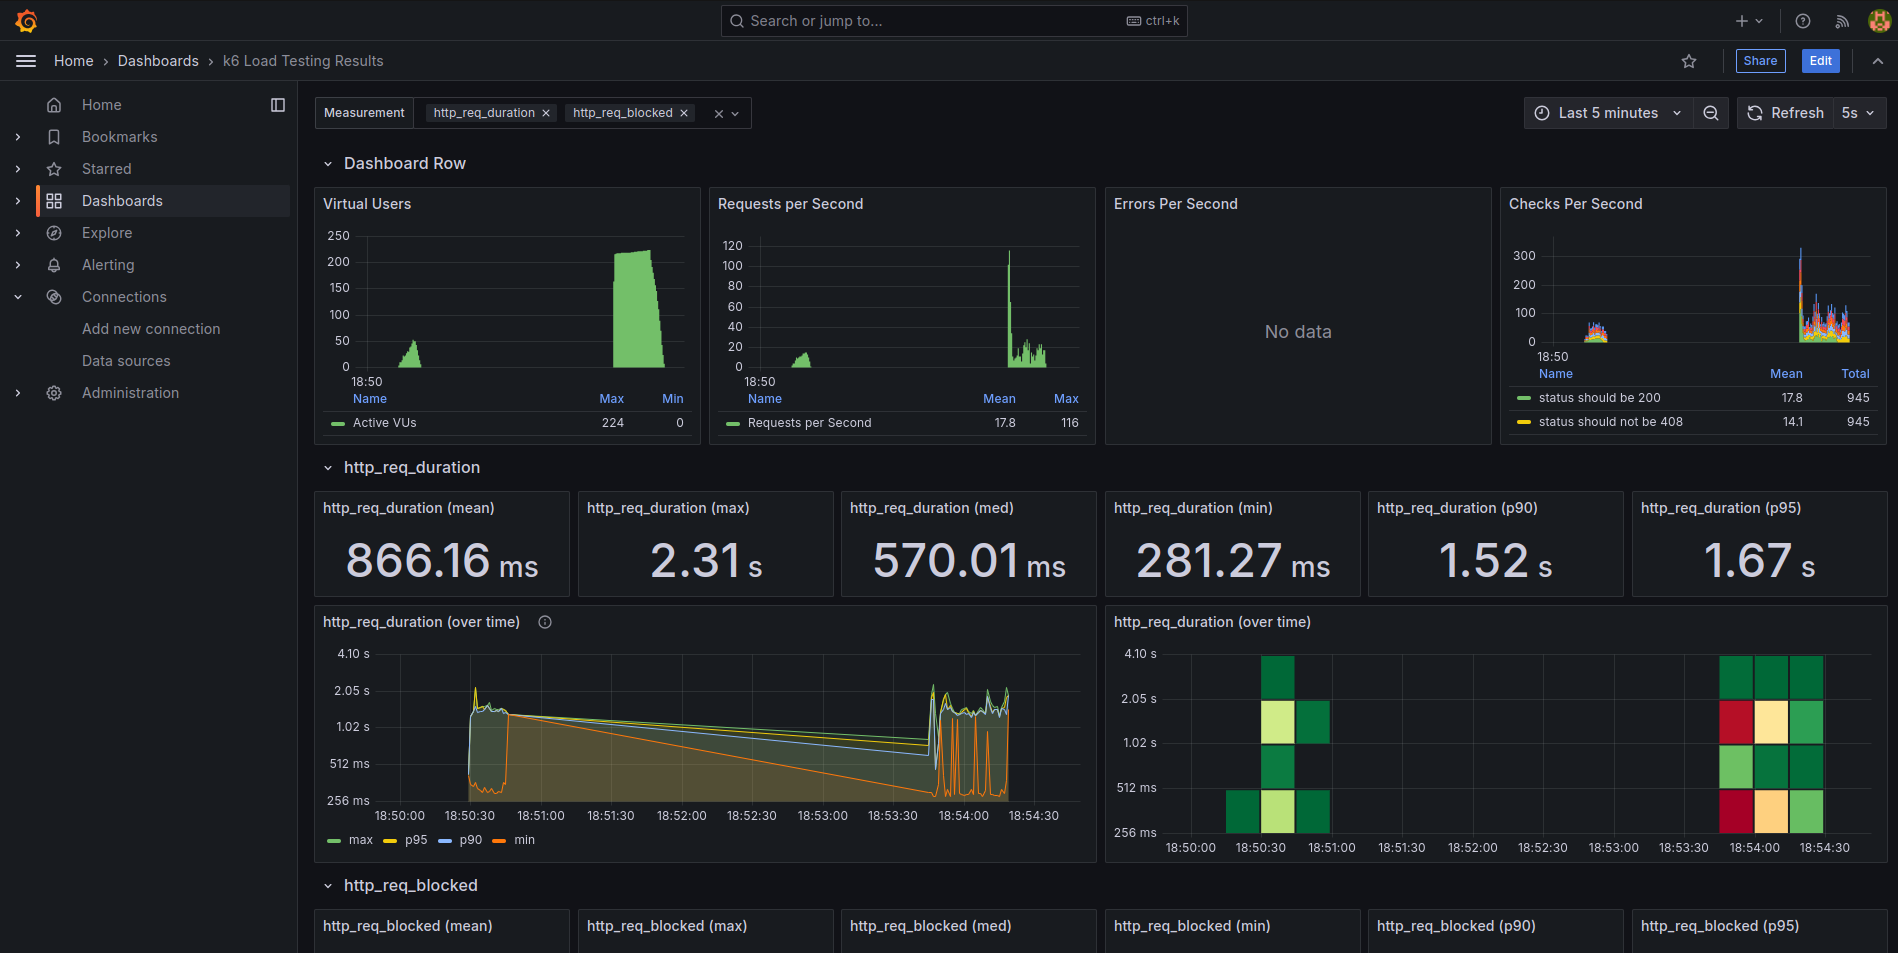 Search or jump to...
ctrl+k
Home › Dashboards › k6 Load Testing Results
Share
Edit
Home
Bookmarks
Starred
Dashboards
Explore
Alerting
Connections
Add new connection
Data sources
Administration
Measurement
http_req_duration
http_req_blocked
Last 5 minutes
Refresh
5s
Dashboard Row
Virtual Users
250
200
150
100
50
0
18:50
Name Max Min
Active VUs 224 0
Requests per Second
120
100
80
60
40
20
0
18:50
Name Mean Max
Requests per Second 17.8 116
Errors Per Second
No data
Checks Per Second
300
200
100
0
18:50
Name Mean Total
status should be 200 17.8 945
status should not be 408 14.1 945
http_req_duration
http_req_duration (mean)
866.16 ms
http_req_duration (max)
2.31 s
http_req_duration (med)
570.01 ms
http_req_duration (min)
281.27 ms
http_req_duration (p90)
1.52 s
http_req_duration (p95)
1.67 s
http_req_duration (over time)
4.10 s
2.05 s
1.02 s
512 ms
256 ms
18:50:00 18:50:30 18:51:00 18:51:30 18:52:00 18:52:30 18:53:00 18:53:30 18:54:00 18:54:30
max p95 p90 min
http_req_duration (over time)
4.10 s
2.05 s
1.02 s
512 ms
256 ms
18:50:00 18:50:30 18:51:00 18:51:30 18:52:00 18:52:30 18:53:00 18:53:30 18:54:00 18:54:30
http_req_blocked
http_req_blocked (mean)
http_req_blocked (max)
http_req_blocked (med)
http_req_blocked (min)
http_req_blocked (p90)
http_req_blocked (p95)